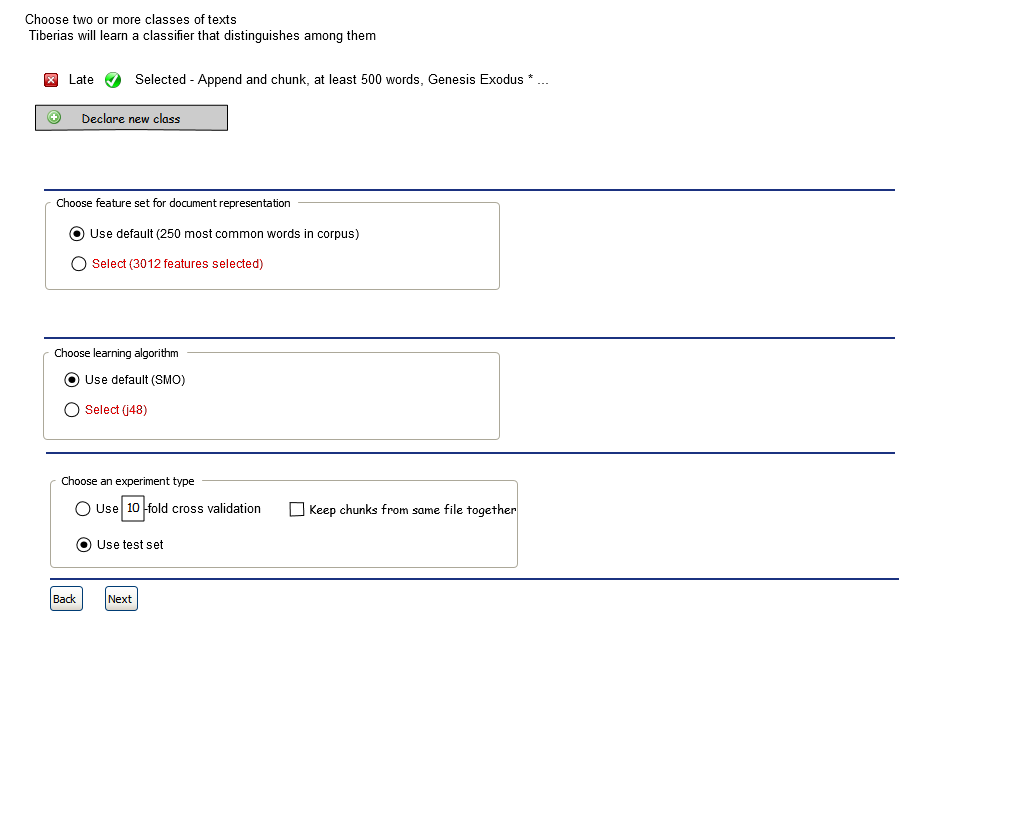 Choose two or more classes of texts
Tiberias will learn a classifier that distinguishes among them
Late Selected - Append and chunk, at least 500 words, Genesis Exodus * ...
Declare new class
Choose feature set for document representation
Use default (250 most common words in corpus)
Select (3012 features selected)
Choose learning algorithm
Use default (SMO)
Select (j48)
Choose an experiment type
Use 10 -fold cross validation Keep chunks from same file together
Use test set
Back Next